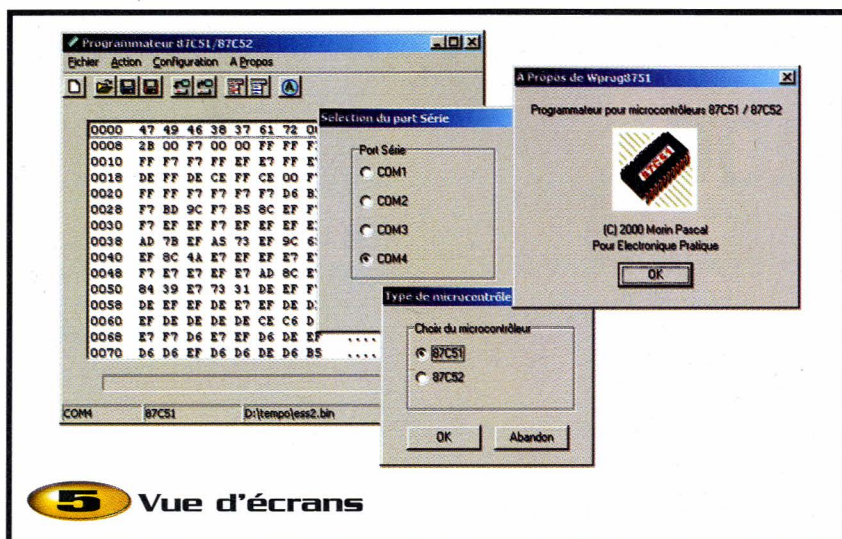 Programmateur 87C51/87C52
Fichier Action Configuration A Propos
0000 47 49 46 38 37 61 72
0008 2B 00 F7 00 00 FF FF
0010 FF F7 F7 FF EF E7 FF
0018 DE FF DE CE FF CE 00
0020 FF FF F7 F7 F7 F7 D6
0028 F7 BD 9C F7 B5 8C EF
0030 F7 EF EF F7 EF EF EF
0038 AD 7B EF A5 73 EF 9C
0040 EF 8C 4A E7 EF EF E7
0048 F7 E7 E7 EF E7 AD 8C
0050 84 39 E7 73 31 DE EF
0058 DE EF EF DE E7 EF DE
0060 EF DE DE DE DE CE C6
0068 E7 F7 D6 E7 EF D6 DE EF ....
0070 D6 D6 EF D6 D6 DE D6 B5 ....
COM4 87C51 D:\tempo\ess2.bin
Sélection du port Série
Port Série
COM1
COM2
COM3
COM4
Type de microcontrôle
Choix du microcontrôleur
87C51
87C52
OK Abandon
A Propos de Wprog8751
Programmateur pour microcontrôleurs 87C51 / 87C52
87C51
(C) 2000 Morin Pascal
Pour Electronique Pratique
OK
5 Vue d'écrans